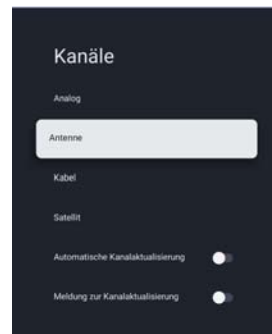 Kanäle
Analog
Antenne
Kabel
Satellit
Automatische Kanalaktualisierung
Meldung zur Kanalaktualisierung